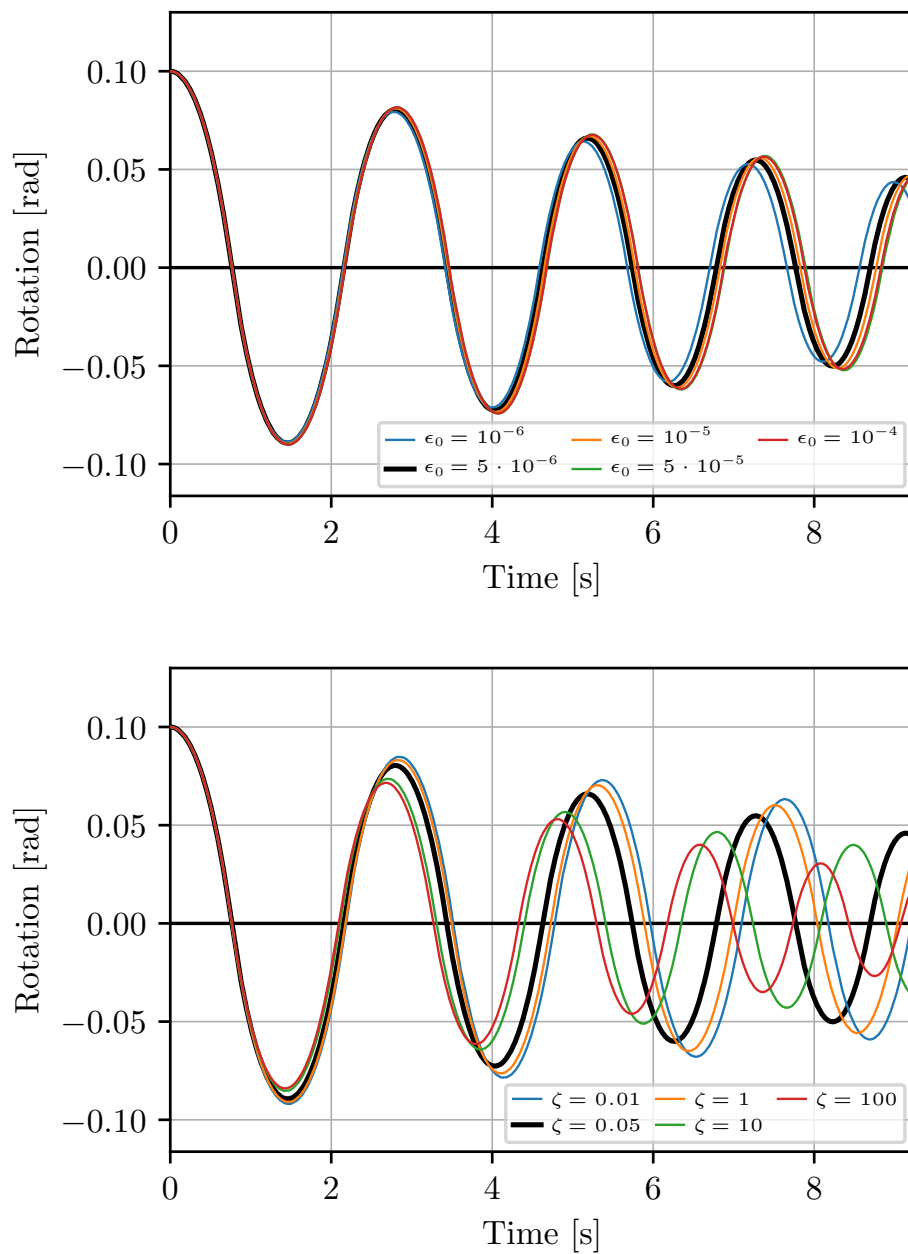 0.10
0.05
0.00
−0.05
−0.10
Rotation [rad]
ϵ₀ = 10⁻⁶ ϵ₀ = 10⁻⁵ ϵ₀ = 10⁻⁴
ϵ₀ = 5 · 10⁻⁶ ϵ₀ = 5 · 10⁻⁵
0 2 4 6 8
Time [s]
0.10
0.05
0.00
−0.05
−0.10
Rotation [rad]
ζ = 0.01 ζ = 1 ζ = 100
ζ = 0.05 ζ = 10
0 2 4 6 8
Time [s]